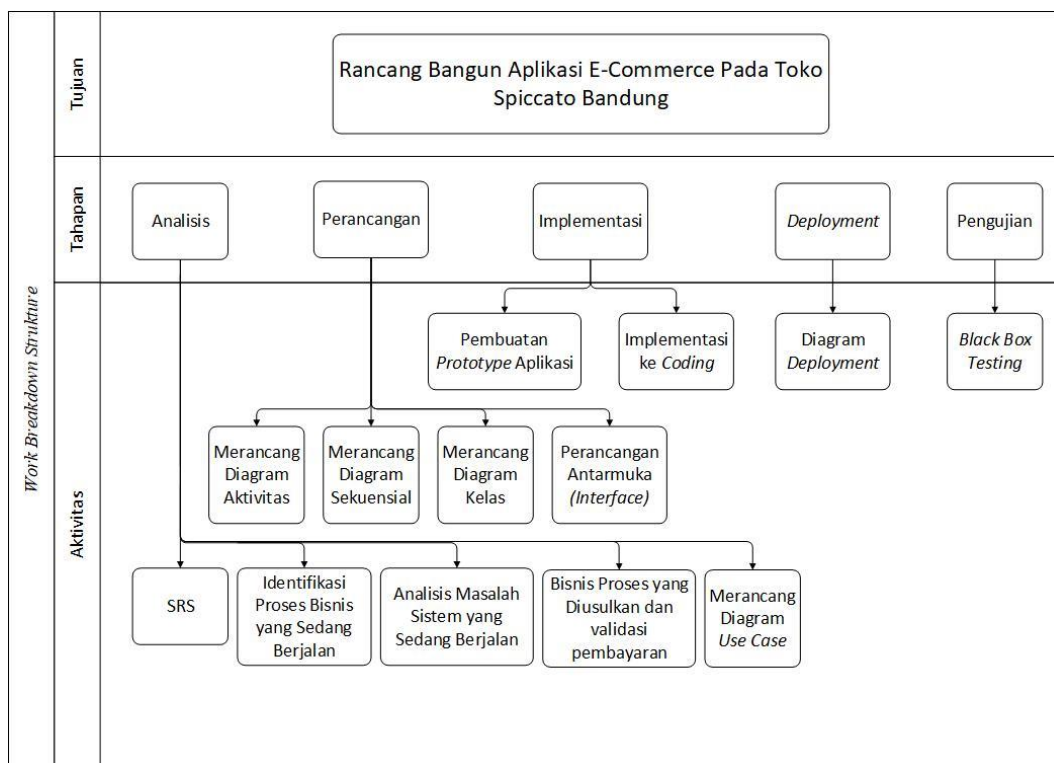 Work Breakdown Strukture
Tujuan
Rancang Bangun Aplikasi E-Commerce Pada Toko
Spiccato Bandung
Tahapan
Analisis
Perancangan
Implementasi
Deployment
Pengujian
Aktivitas
Pembuatan
Prototype Aplikasi
Implementasi
ke Coding
Diagram
Deployment
Black Box
Testing
Merancang
Diagram
Aktivitas
Merancang
Diagram
Sekuensial
Merancang
Diagram
Kelas
Perancangan
Antarmuka
(Interface)
SRS
Identifikasi
Proses Bisnis
yang Sedang
Berjalan
Analisis Masalah
Sistem yang
Sedang Berjalan
Bisnis Proses yang
Diusulkan dan
validasi
pembayaran
Merancang
Diagram
Use Case